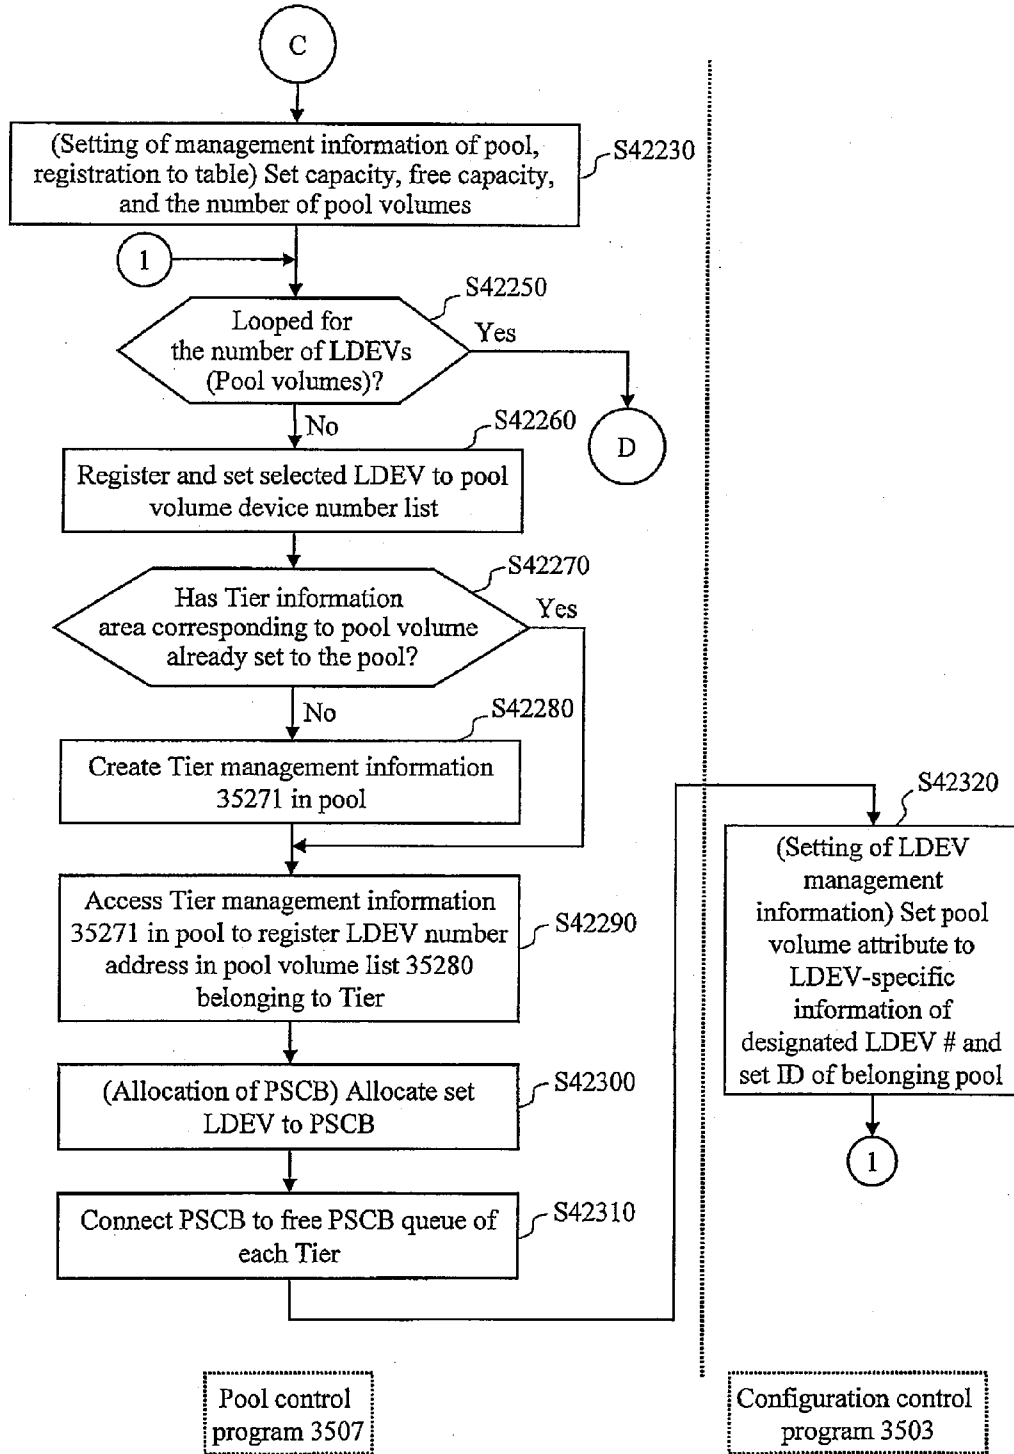 C
(Setting of management information of pool,
registration to table) Set capacity, free capacity,
and the number of pool volumes
S42230
1
S42250
Looped for
the number of LDEVs
(Pool volumes)?
Yes
D
No
S42260
Register and set selected LDEV to pool
volume device number list
S42270
Has Tier information
area corresponding to pool volume
already set to the pool?
Yes
No
S42280
Create Tier management information
35271 in pool
Access Tier management information
35271 in pool to register LDEV number
address in pool volume list 35280
belonging to Tier
S42290
(Allocation of PSCB) Allocate set
LDEV to PSCB
S42300
Connect PSCB to free PSCB queue of
each Tier
S42310
S42320
(Setting of LDEV
management
information) Set pool
volume attribute to
LDEV-specific
information of
designated LDEV # and
set ID of belonging pool
1
Pool control
program 3507
Configuration control
program 3503